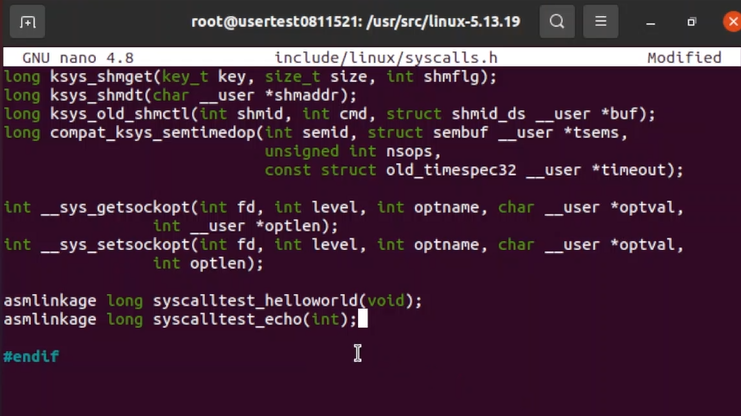 root@usertest0811521: /usr/src/linux-5.13.19
GNU nano 4.8 include/linux/syscalls.h Modified
long ksys_shmget(key_t key, size_t size, int shmflg);
long ksys_shmdt(char __user *shmaddr);
long ksys_old_shmctl(int shmid, int cmd, struct shmid_ds __user *buf);
long compat_ksys_semtimedop(int semid, struct sembuf __user *tsems,
unsigned int nsops,
const struct old_timespec32 __user *timeout);
int __sys_getsockopt(int fd, int level, int optname, char __user *optval,
int __user *optlen);
int __sys_setsockopt(int fd, int level, int optname, char __user *optval,
int optlen);
asmlinkage long syscalltest_helloworld(void);
asmlinkage long syscalltest_echo(int);
#endif